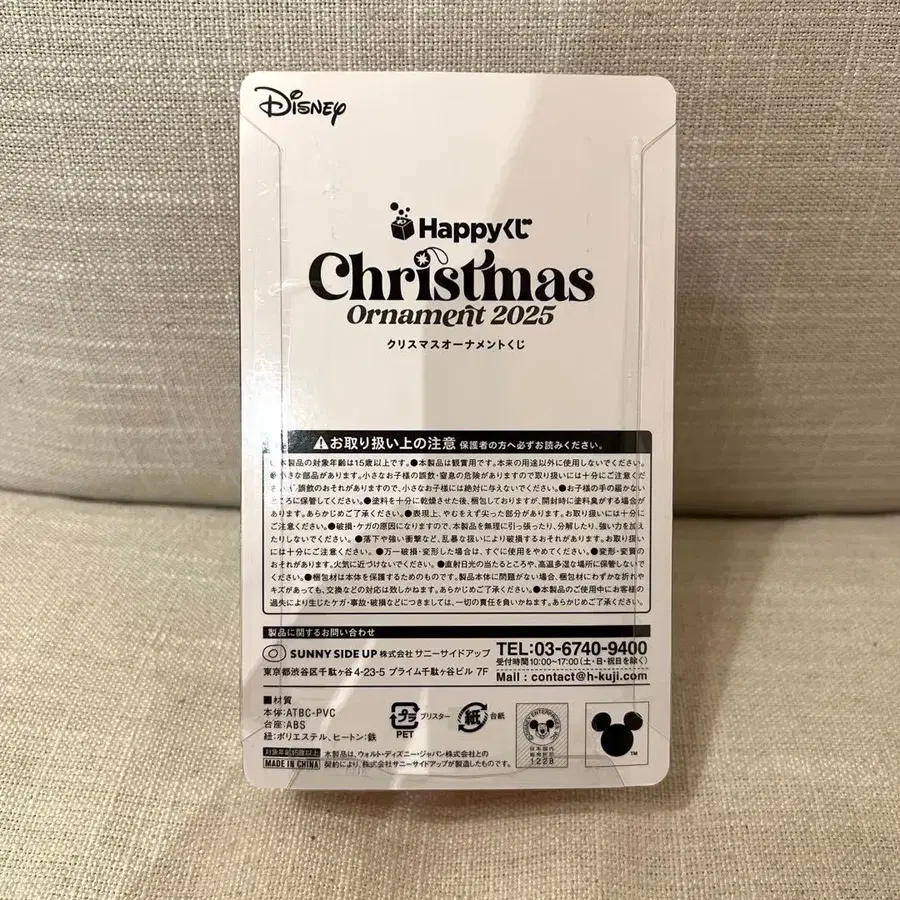 Disney
Happyくじ
Christmas
Ornament 2025
クリスマスオーナメントくじ
お取り扱い上の注意 保護者の方へ必ずお読みください。
●本製品の対象年齢は15歳以上です。●本製品は観賞用です。本来の用途以外に使用しないでください。
●小さな部品があります。小さなお子様の誤飲・窒息の危険がありますので取り扱いには十分ご注意くださ
い。●誤飲のおそれがありますので、小さなお子様には絶対に与えないでください。●お子様の手の届かない
ところに保管してください。●塗料を十分に乾燥させた後、梱包しておりますが、開封時に塗料臭がする場合が
あります。あらかじめご了承ください。●表現上、やむをえず尖った部分があります。お取り扱いには十分に
ご注意ください。●破損・ケガの原因になりますので、本製品を無理に引っ張ったり、分解したり、強い力を加え
たりしないでください。●落下や強い衝撃など、乱暴な扱いにより破損するおそれがあります。お取り扱い
には十分にご注意ください。●万一破損・変形した場合は、すぐに使用をやめてください。●変形・変質の
おそれがあります。火気に近づけないでください。●直射日光の当たるところや、高温多湿な場所に保管しないで
ください。●梱包材は本体を保護するためのものです。製品本体に問題がない場合、梱包材にわずかな折れや
キズがあっても、交換などの対応は致しかねます。あらかじめご了承ください。●本製品のご使用中にお客様の
過失により生じたケガ・事故・破損などにつきましては、一切の責任を負いかねます。あらかじめご了承ください。
製品に関するお問い合わせ
SUNNY SIDE UP 株式会社 サニーサイドアップ
東京都渋谷区千駄ヶ谷4-23-5 プライム千駄ヶ谷ビル 7F
TEL:03-6740-9400
受付時間10:00~17:00(土・日・祝日を除く)
Mail : contact@h-kuji.com
■材質
本体:ATBC-PVC
台座:ABS
紐:ポリエステル、ヒートン:鉄
プラ
PET
ブリスター
紙
台紙
対象年齢15歳以上
MADE IN CHINA
本製品は、ウォルト・ディズニー・ジャパン株式会社との
契約により、株式会社サニーサイドアップが製造したものです。
日本国内
1228
TM